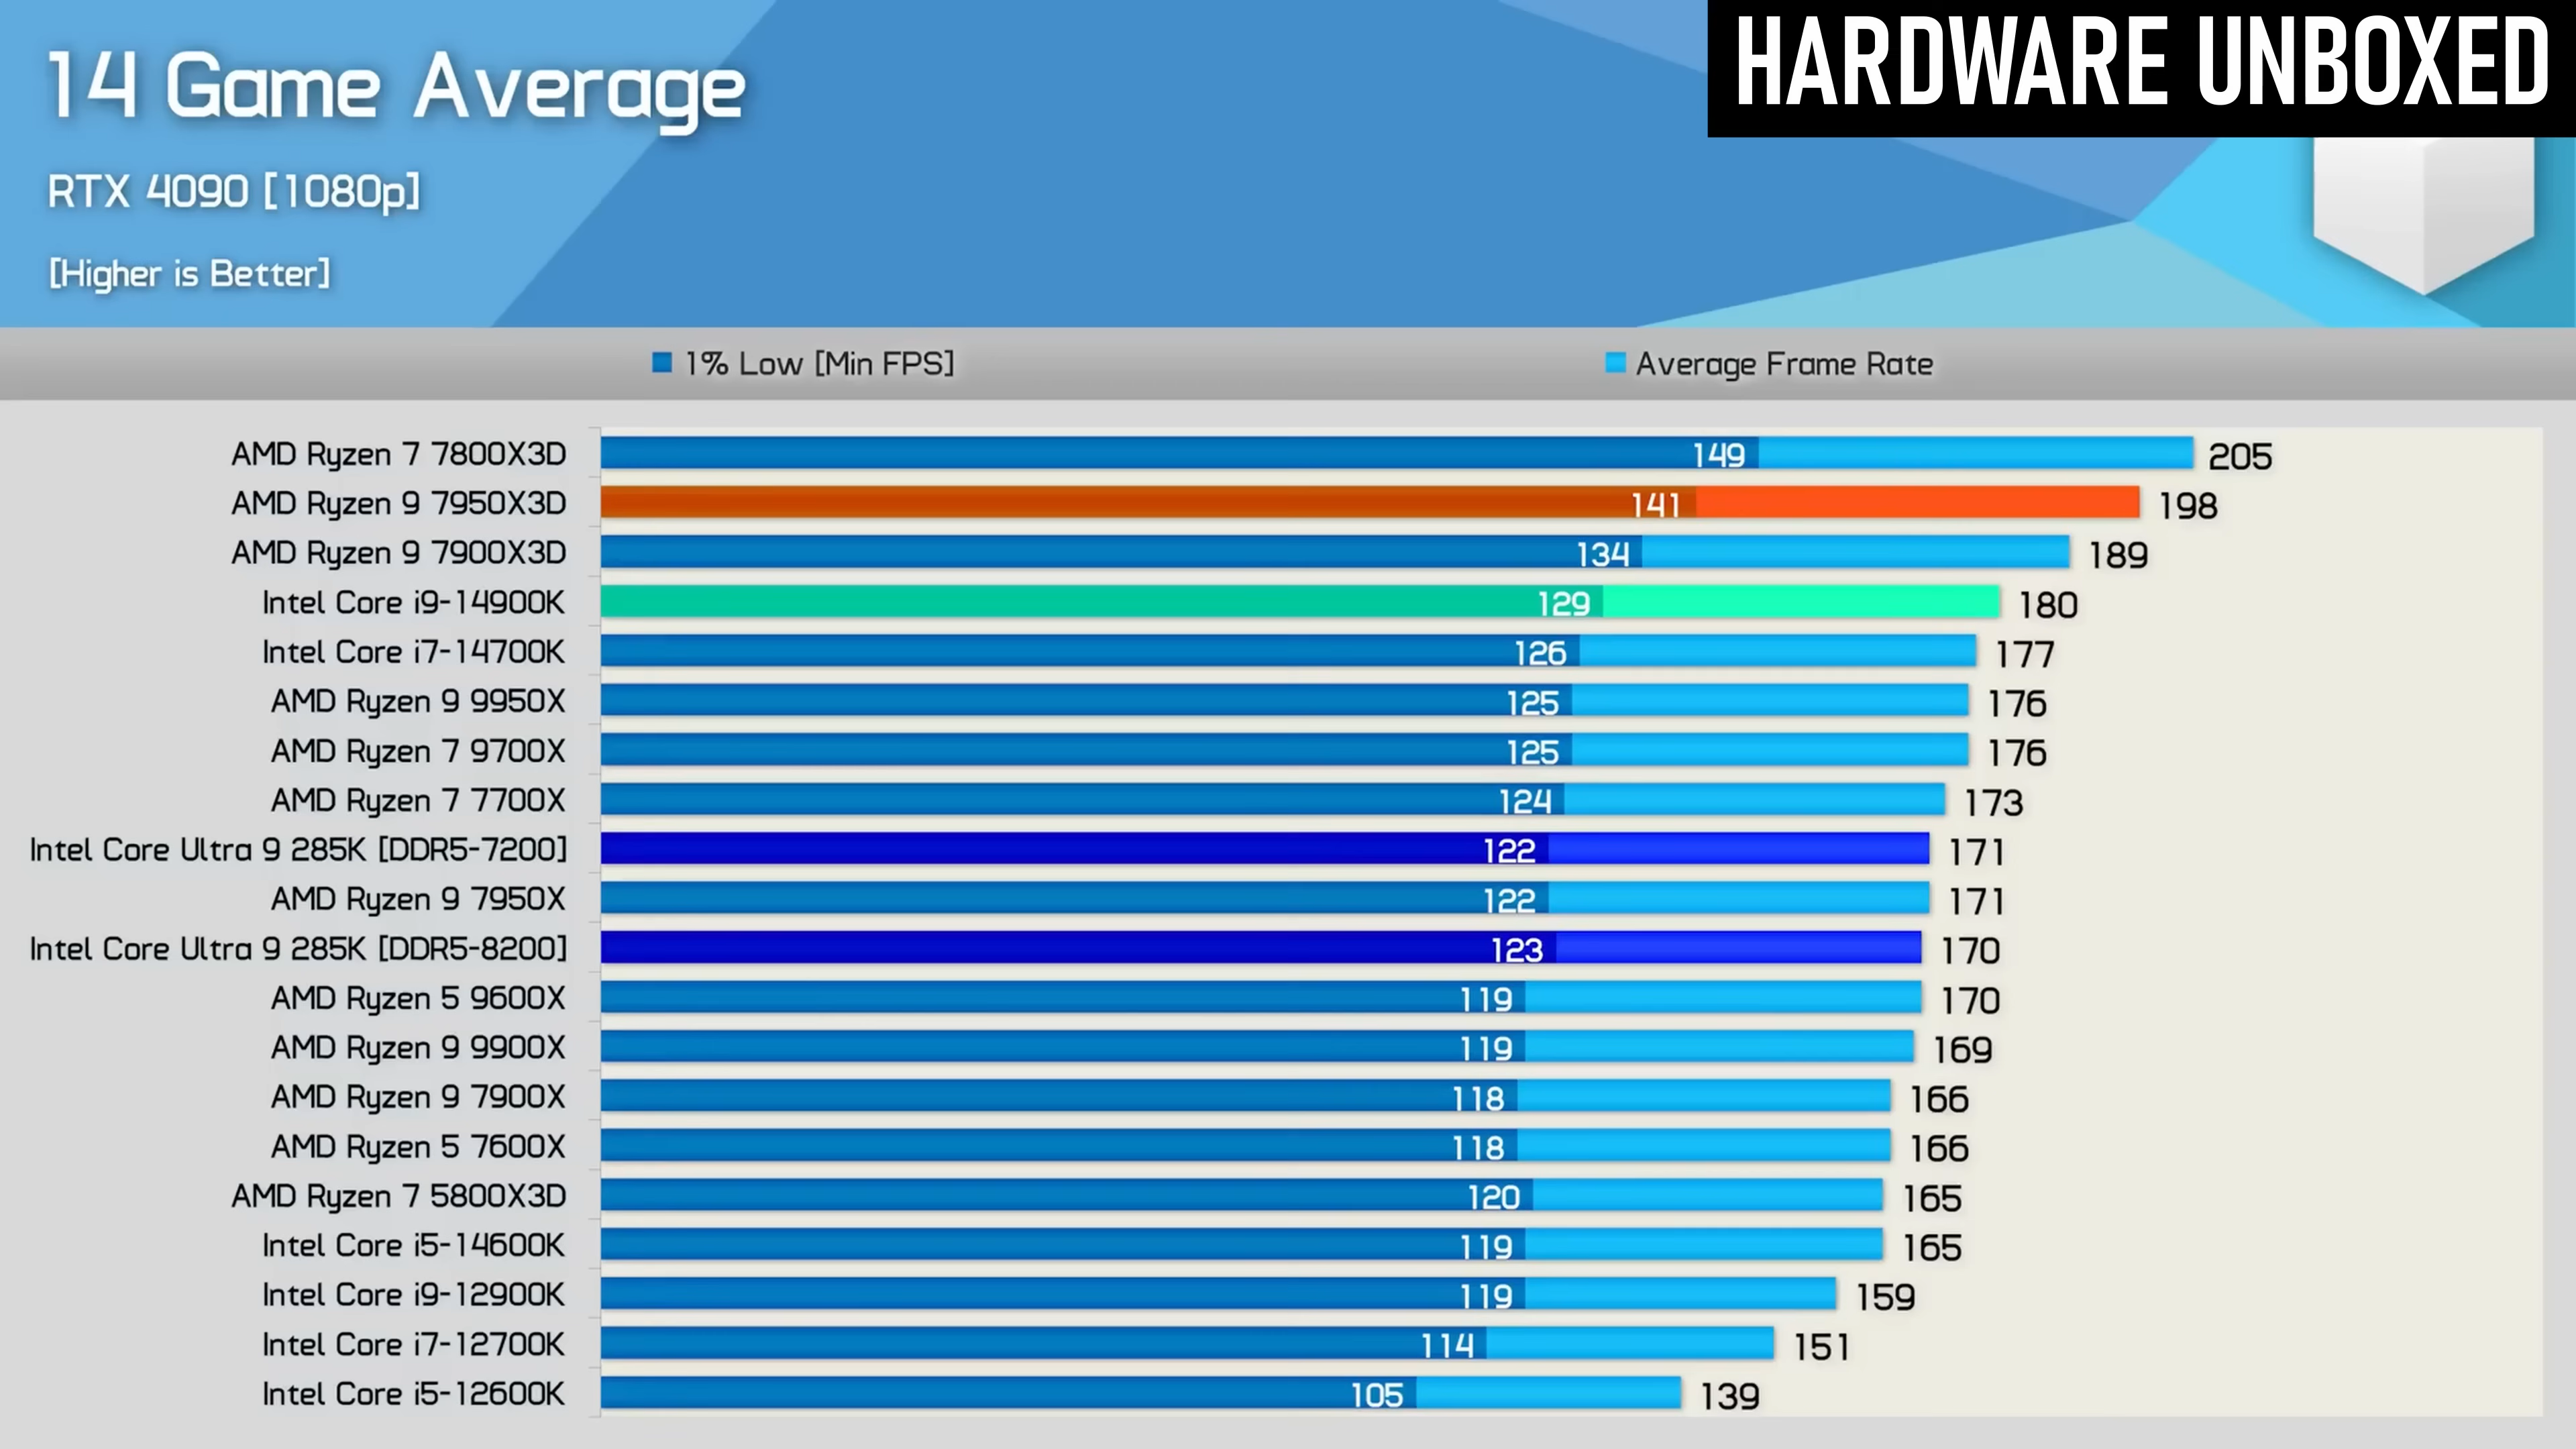 14 Game Average
HARDWARE UNBOXED
RTX 4090 [1080p]
[Higher is Better]
1% Low [Min FPS] Average Frame Rate
AMD Ryzen 7 7800X3D 149 205
AMD Ryzen 9 7950X3D 141 198
AMD Ryzen 9 7900X3D 134 189
Intel Core i9-14900K 129 180
Intel Core i7-14700K 126 177
AMD Ryzen 9 9950X 125 176
AMD Ryzen 7 9700X 125 176
AMD Ryzen 7 7700X 124 173
Intel Core Ultra 9 285K [DDR5-7200] 122 171
AMD Ryzen 9 7950X 122 171
Intel Core Ultra 9 285K [DDR5-8200] 123 170
AMD Ryzen 5 9600X 119 170
AMD Ryzen 9 9900X 119 169
AMD Ryzen 9 7900X 118 166
AMD Ryzen 5 7600X 118 166
AMD Ryzen 7 5800X3D 120 165
Intel Core i5-14600K 119 165
Intel Core i9-12900K 119 159
Intel Core i7-12700K 114 151
Intel Core i5-12600K 105 139